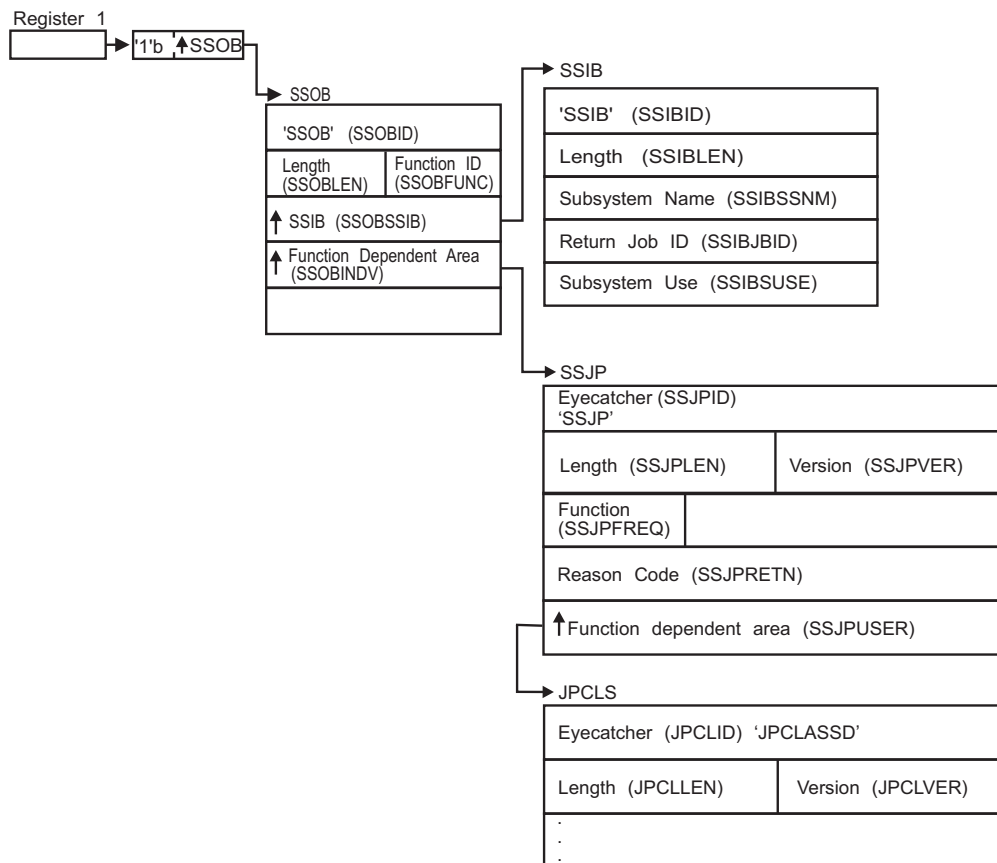 Register 1
'1'b SSOB
SSOB
'SSOB' (SSOBID)
Length
(SSOBLEN)
Function ID
(SSOBFUNC)
SSIB (SSOBSSIB)
Function Dependent Area
(SSOBINDV)
SSIB
'SSIB' (SSIBID)
Length (SSIBLEN)
Subsystem Name (SSIBSSNM)
Return Job ID (SSIBJBID)
Subsystem Use (SSIBSUSE)
SSJP
Eyecatcher (SSJPID)
‘SSJP’
Length (SSJPLEN)
Version (SSJPVER)
Function
(SSJPFREQ)
Reason Code (SSJPRETN)
Function dependent area (SSJPUSER)
JPCLS
Eyecatcher (JPCLID) ‘JPCLASSD’
Length (JPCLLEN)
Version (JPCLVER)
.
.
.